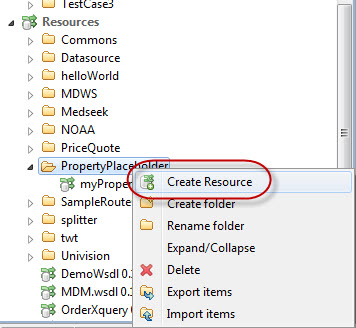 TestCase3
Resources
Commons
Datasource
helloWorld
MDWS
Medseek
NOAA
PriceQuote
PropertyPlaceholder
myProper
Create Resource
SampleRoute
Create folder
splitter
Rename folder
twt
Expand/Collapse
Univision
Delete
DemoWsdl 0.
Export items
MDM.wsdl 0.
Import items
OrderXquery